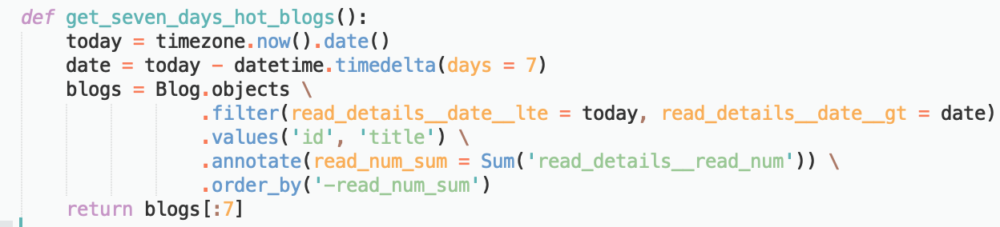 def get_seven_days_hot_blogs():
    today = timezone.now().date()
    date = today - datetime.timedelta(days = 7)
    blogs = Blog.objects \
                .filter(read_details__date__lte = today, read_details__date__gt = date)
                .values('id', 'title') \
                .annotate(read_num_sum = Sum('read_details__read_num')) \
                .order_by('-read_num_sum')
    return blogs[:7]